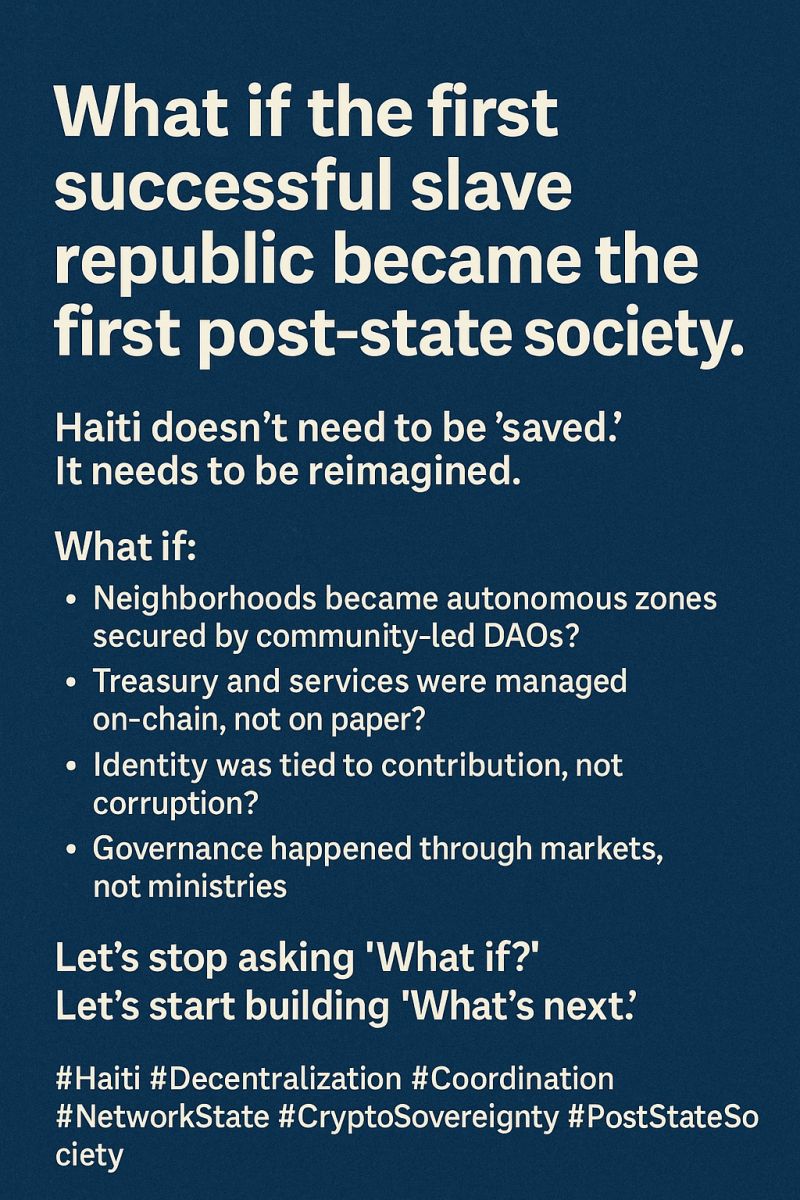 What if the first
successful slave
republic became the
first post-state society.
Haiti doesn’t need to be ’saved.’
It needs to be reimagined.
What if:
• Neighborhoods became autonomous zones
secured by community-led DAOs?
• Treasury and services were managed
on-chain, not on paper?
• Identity was tied to contribution, not
corruption?
• Governance happened through markets,
not ministries
Let’s stop asking 'What if?'
Let’s start building 'What’s next.’
#Haiti #Decentralization #Coordination
#NetworkState #CryptoSovereignty #PostStateSo
ciety